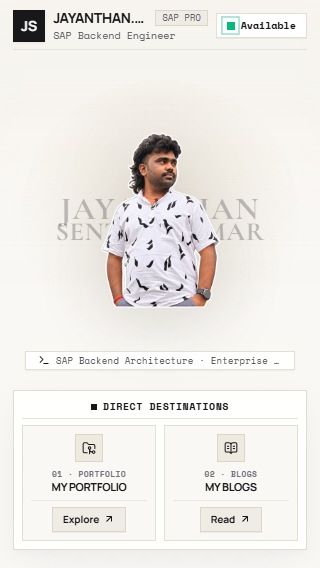 JS
JAYANTHAN.... SAP PRO
SAP Backend Engineer
Available
SAP Backend Architecture · Enterprise …
DIRECT DESTINATIONS
01 · PORTFOLIO
MY PORTFOLIO
Explore
02 · BLOGS
MY BLOGS
Read